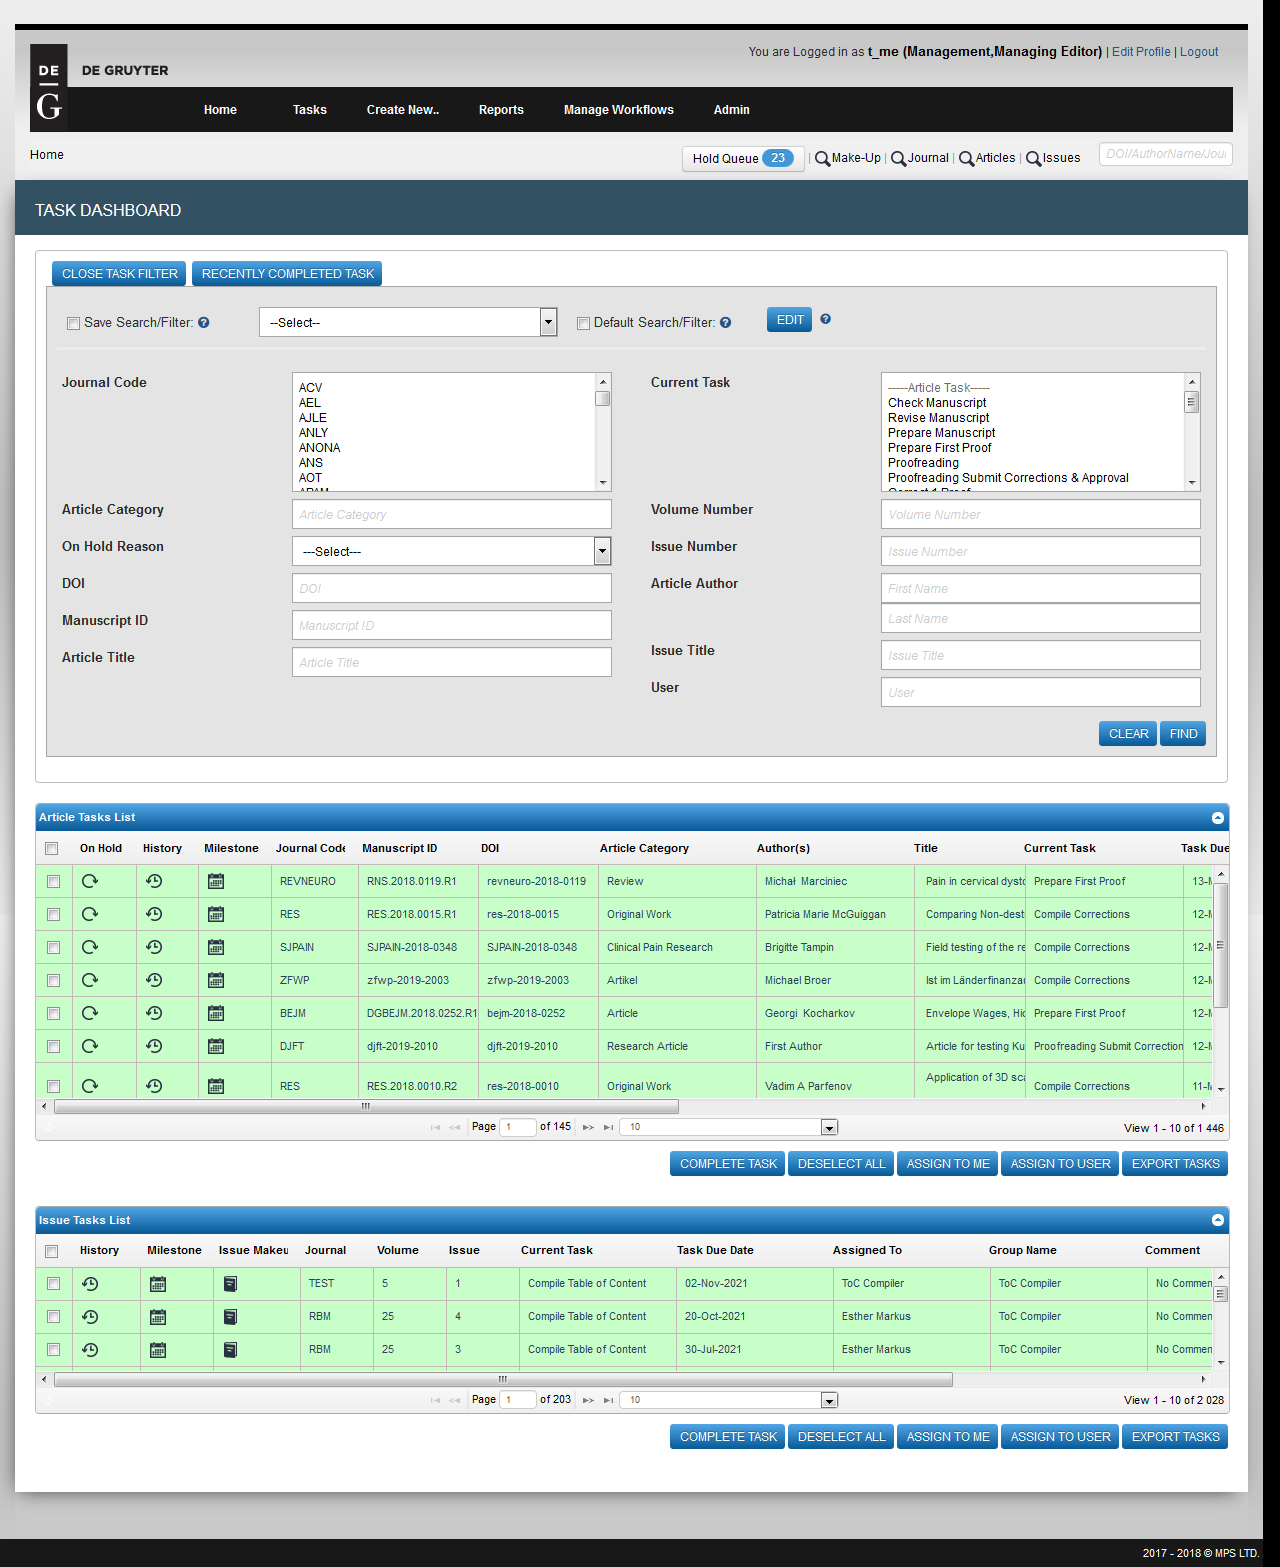 You are Logged in as t_me (Management,Managing Editor) | Edit Profile | Logout
DE
G
DE GRUYTER
Home Tasks Create New.. Reports Manage Workflows Admin
Home
Hold Queue 23 | Make-Up | Journal | Articles | Issues DOI/AuthorName/Jou
TASK DASHBOARD
CLOSE TASK FILTER RECENTLY COMPLETED TASK
Save Search/Filter: ? --Select-- Default Search/Filter: ? EDIT ?
Journal Code
ACV
AEL
AJLE
ANLY
ANONA
ANS
AOT
APAM
Current Task
-----Article Task-----
Check Manuscript
Revise Manuscript
Prepare Manuscript
Prepare First Proof
Proofreading
Proofreading Submit Corrections & Approval
Correct 1 Proof
Article Category Article Category Volume Number Volume Number
On Hold Reason ---Select--- Issue Number Issue Number
DOI DOI Article Author First Name
Last Name
Manuscript ID Manuscript ID
Article Title Article Title Issue Title Issue Title
User User
CLEAR FIND
Article Tasks List
On Hold History Milestone Journal Code Manuscript ID DOI Article Category Author(s) Title Current Task Task Due
REVNEURO RNS.2018.0119.R1 revneuro-2018-0119 Review Michał Marciniec Pain in cervical dysto Prepare First Proof 13-M
RES RES.2018.0015.R1 res-2018-0015 Original Work Patricia Marie McGuiggan Comparing Non-dest Compile Corrections 12-M
SJPAIN SJPAIN-2018-0348 SJPAIN-2018-0348 Clinical Pain Research Brigitte Tampin Field testing of the re Compile Corrections 12-M
ZFWP zfwp-2019-2003 zfwp-2019-2003 Artikel Michael Broer Ist im Länderfinanzau Compile Corrections 12-M
BEJM DGBEJM.2018.0252.R1 bejm-2018-0252 Article Georgi Kocharkov Envelope Wages, Hid Prepare First Proof 12-M
DJFT djft-2019-2010 djft-2019-2010 Research Article First Author Article for testing Ku Proofreading Submit Correction 12-M
RES RES.2018.0010.R2 res-2018-0010 Original Work Vadim A Parfenov Application of 3D sca Compile Corrections 11-M
Page 1 of 145 10 View 1 - 10 of 1 446
COMPLETE TASK DESELECT ALL ASSIGN TO ME ASSIGN TO USER EXPORT TASKS
Issue Tasks List
History Milestone Issue Makeu Journal Volume Issue Current Task Task Due Date Assigned To Group Name Comment
TEST 5 1 Compile Table of Content 02-Nov-2021 ToC Compiler ToC Compiler No Commen
RBM 25 4 Compile Table of Content 20-Oct-2021 Esther Markus ToC Compiler No Commen
RBM 25 3 Compile Table of Content 30-Jul-2021 Esther Markus ToC Compiler No Commen
Page 1 of 203 10 View 1 - 10 of 2 028
COMPLETE TASK DESELECT ALL ASSIGN TO ME ASSIGN TO USER EXPORT TASKS
2017 - 2018 © MPS LTD.